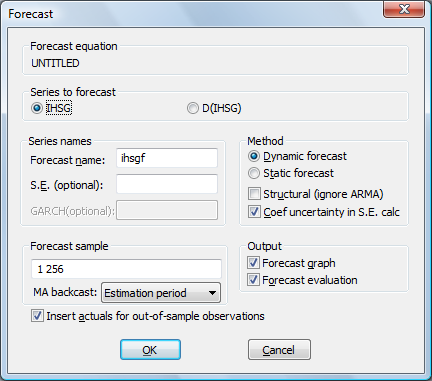 Forecast
Forecast equation
UNTITLED
Series to forecast
IHSG
D(IHSG)
Series names
Forecast name: ihsgf
S.E. (optional):
GARCH(optional):
Method
Dynamic forecast
Static forecast
Structural (ignore ARMA)
Coef uncertainty in S.E. calc
Forecast sample
1 256
MA backcast: Estimation period
Output
Forecast graph
Forecast evaluation
Insert actuals for out-of-sample observations
OK
Cancel